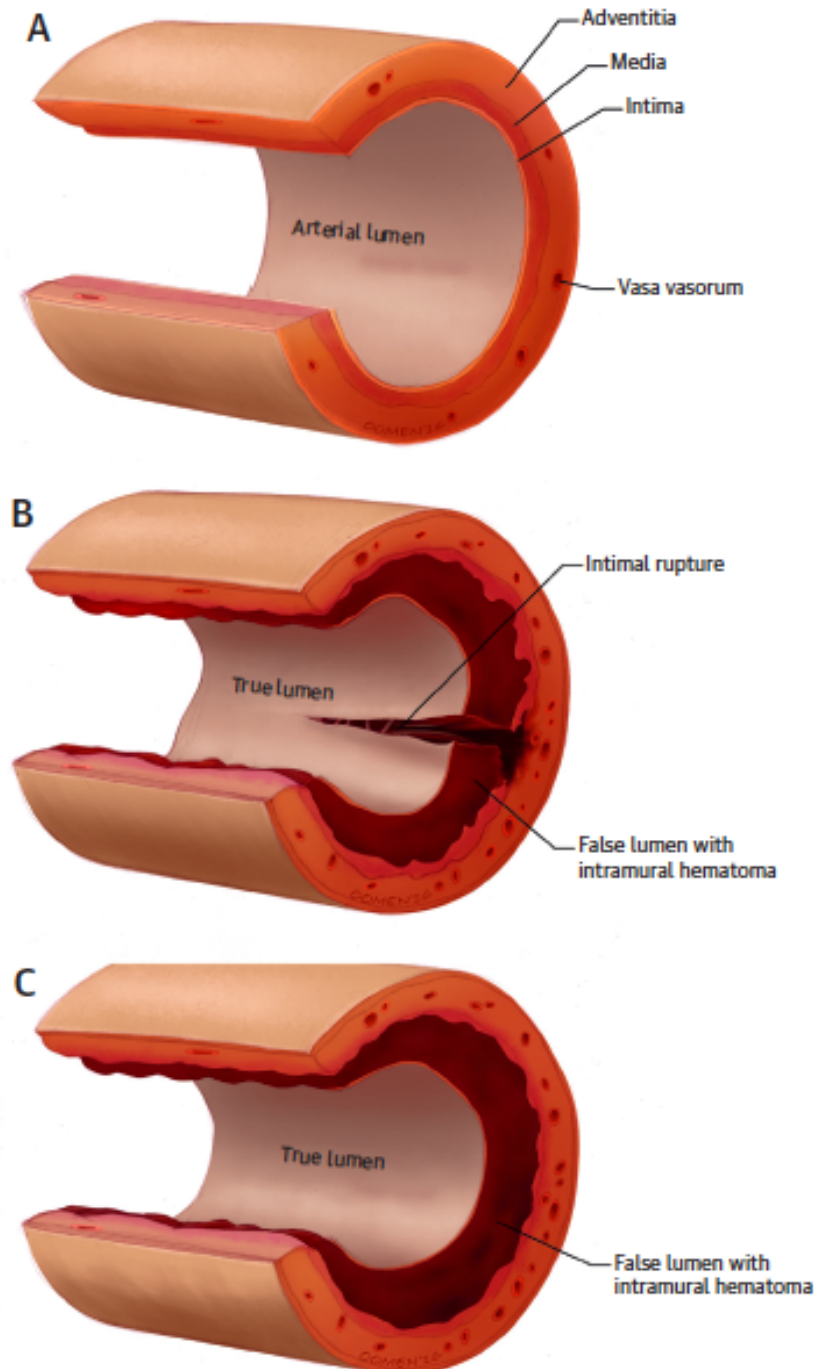 A
Adventitia
Media
Intima
Arterial lumen
Vasa vasorum
B
Intimal rupture
True lumen
False lumen with
intramural hematoma
C
True lumen
False lumen with
intramural hematoma